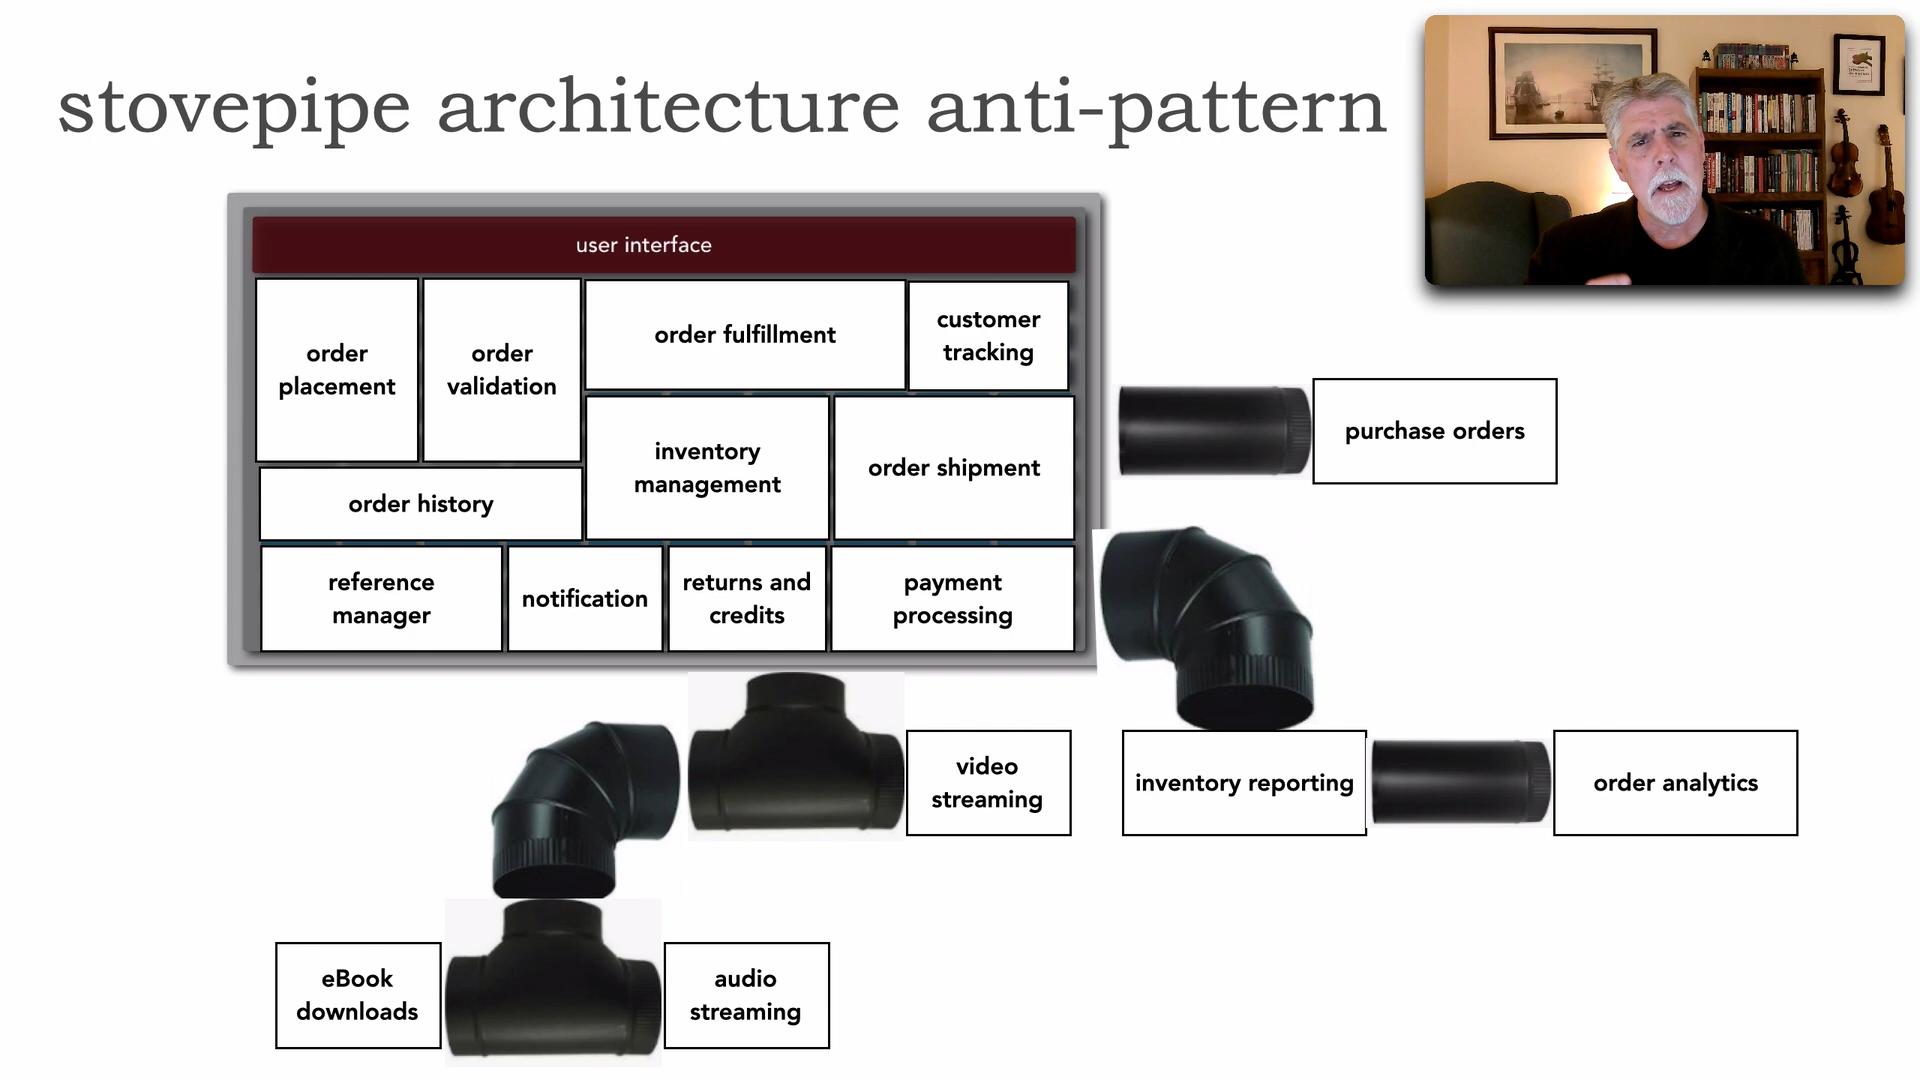 stovepipe architecture anti-pattern
user interface
order
placement
order
validation
order fulfillment
customer
tracking
inventory
management
order shipment
order history
reference
manager
notification
returns and
credits
payment
processing
purchase orders
video
streaming
inventory reporting
order analytics
eBook
downloads
audio
streaming